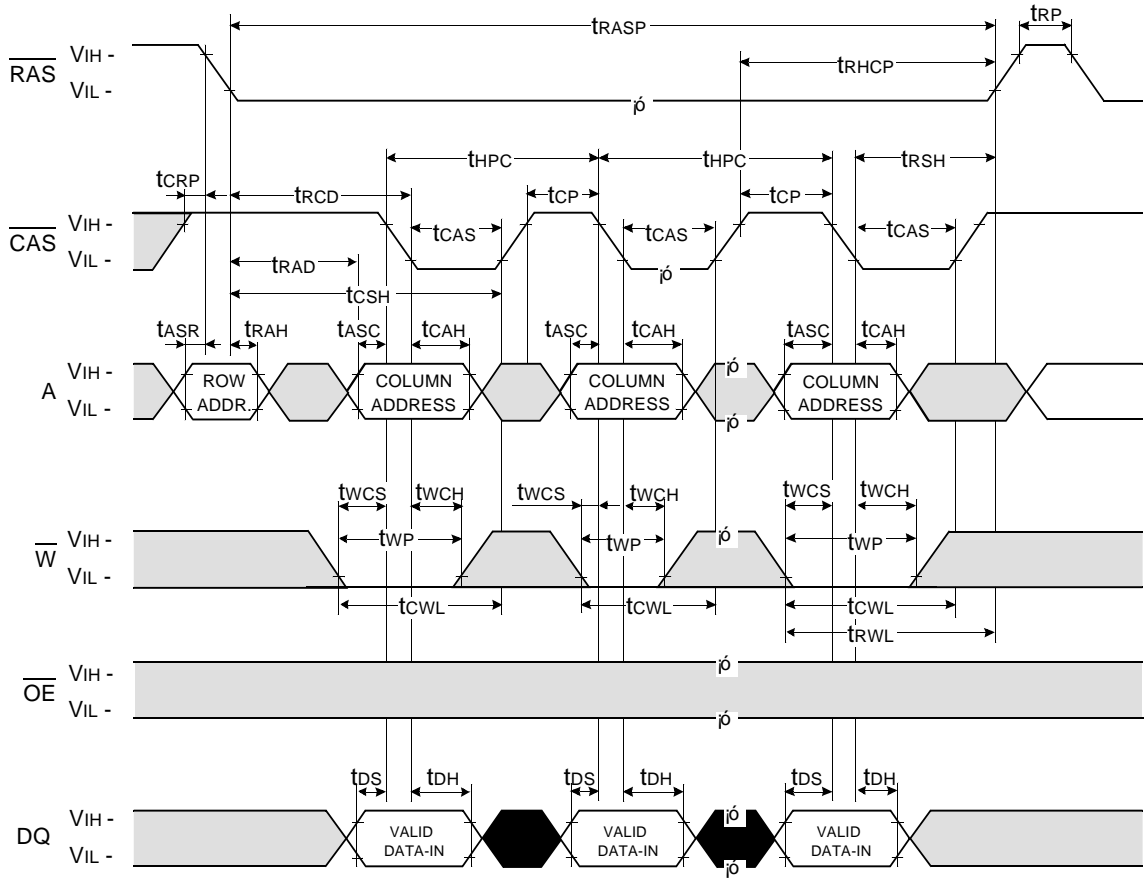 tRASP
tRP
RAS
VIH -
VIL -
tRHCP
¡ó
tHPC
tHPC
tRSH
tCRP
tRCD
tCP
tCP
CAS
VIH -
VIL -
tCAS
tCAS
tCAS
¡ó
tRAD
tCSH
tASR
tRAH
tASC
tCAH
tASC
tCAH
tASC
tCAH
A
VIH -
VIL -
ROW
ADDR.
COLUMN
ADDRESS
COLUMN
ADDRESS
¡ó
¡ó
COLUMN
ADDRESS
tWCS
tWCH
tWCS
tWCH
tWCS
tWCH
W
VIH -
VIL -
tWP
tWP
¡ó
tWP
tCWL
tCWL
tCWL
tRWL
OE
VIH -
VIL -
¡ó
¡ó
tDS
tDH
tDS
tDH
tDS
tDH
DQ
VIH -
VIL -
VALID
DATA-IN
VALID
DATA-IN
¡ó
¡ó
VALID
DATA-IN